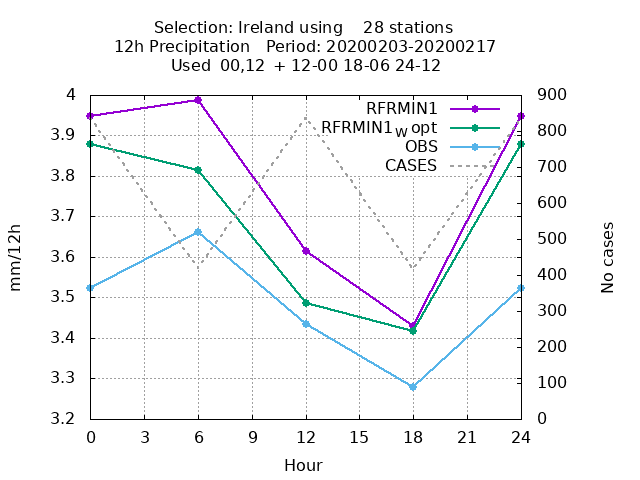 Selection: Ireland using    28 stations
12h Precipitation   Period: 20200203-20200217
Used  00,12  + 12-00 18-06 24-12
4
3.9
3.8
3.7
3.6
3.5
3.4
3.3
3.2
mm/12h
RFRMIN1
RFRMIN1w opt
OBS
CASES
900
800
700
600
500
400
300
200
100
0
No cases
0 3 6 9 12 15 18 21 24
Hour